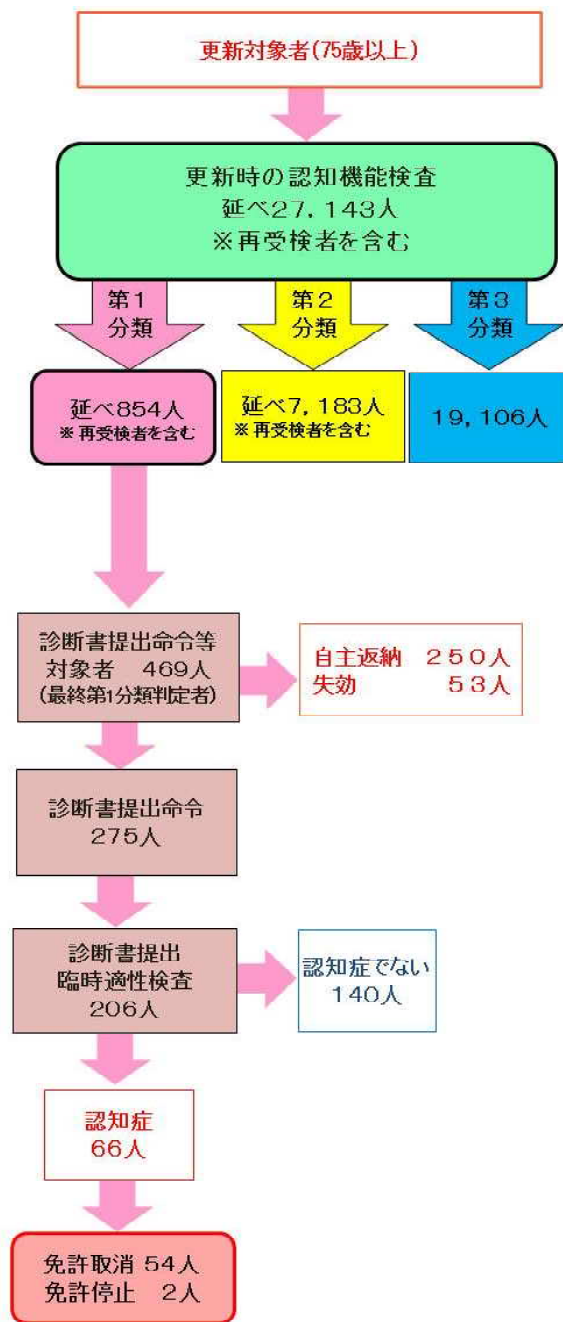 更新対象者(75歳以上)
更新時の認知機能検査
延べ27,143人
※再受検者を含む
第1
分類
第2
分類
第3
分類
延べ854人
※再受検者を含む
延べ7,183人
※再受検者を含む
19,106人
診断書提出命令等
対象者 469人
(最終第1分類判定者)
自主返納 250人
失効 53人
診断書提出命令
275人
診断書提出
臨時適性検査
206人
認知症でない
140人
認知症
66人
免許取消 54人
免許停止 2人